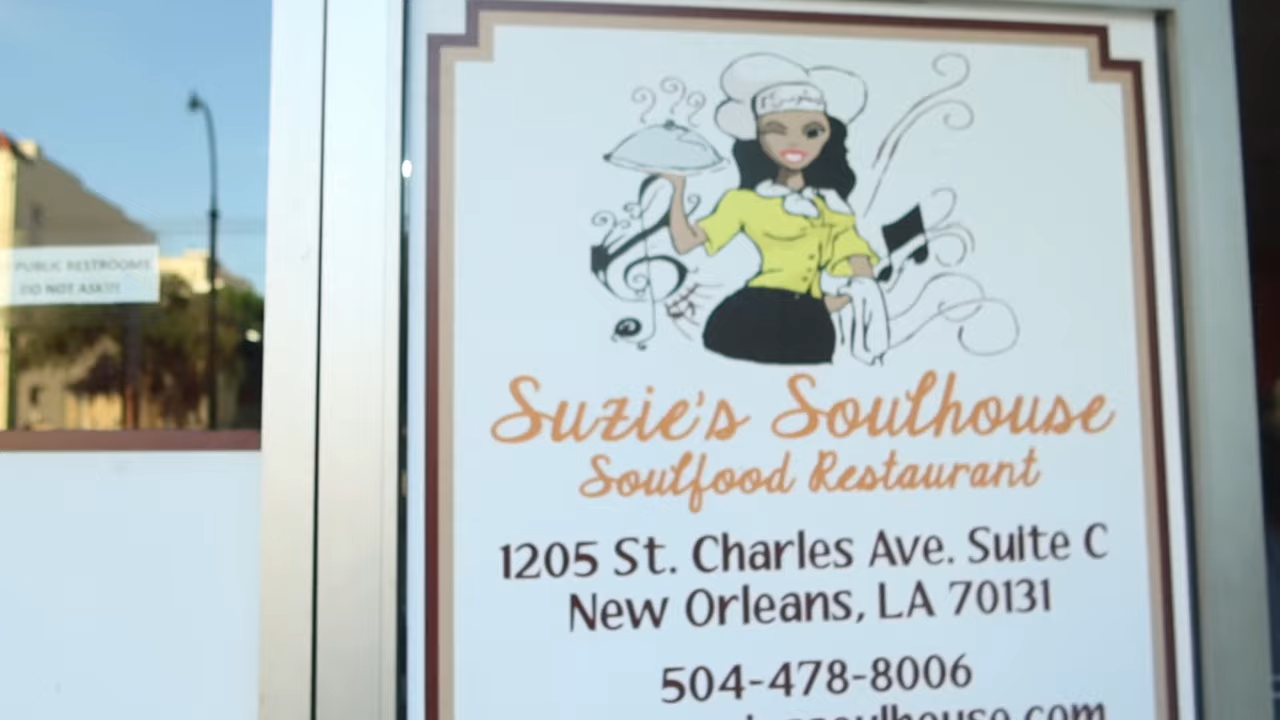 PUBLIC RESTROOMS
DO NOT ASK!!!
Suzie's Soulhouse
Soulfood Restaurant
1205 St. Charles Ave. Suite C
New Orleans, LA 70131
504-478-8006